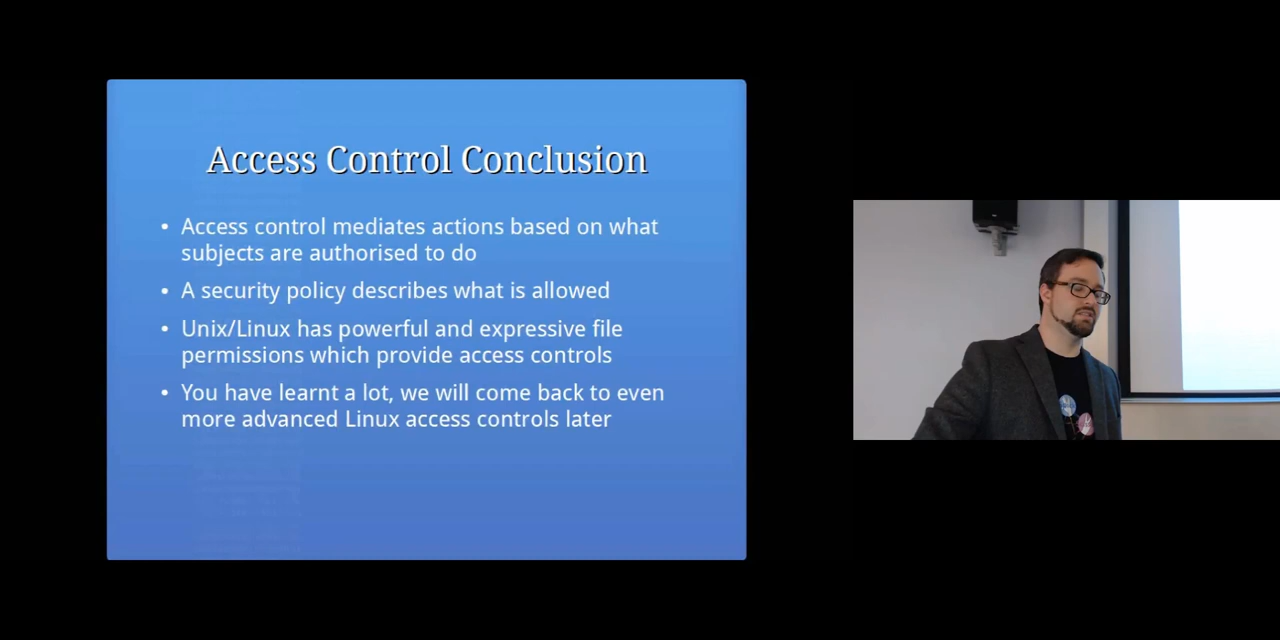 Access Control Conclusion
• Access control mediates actions based on what
subjects are authorised to do
• A security policy describes what is allowed
• Unix/Linux has powerful and expressive file
permissions which provide access controls
• You have learnt a lot, we will come back to even
more advanced Linux access controls later